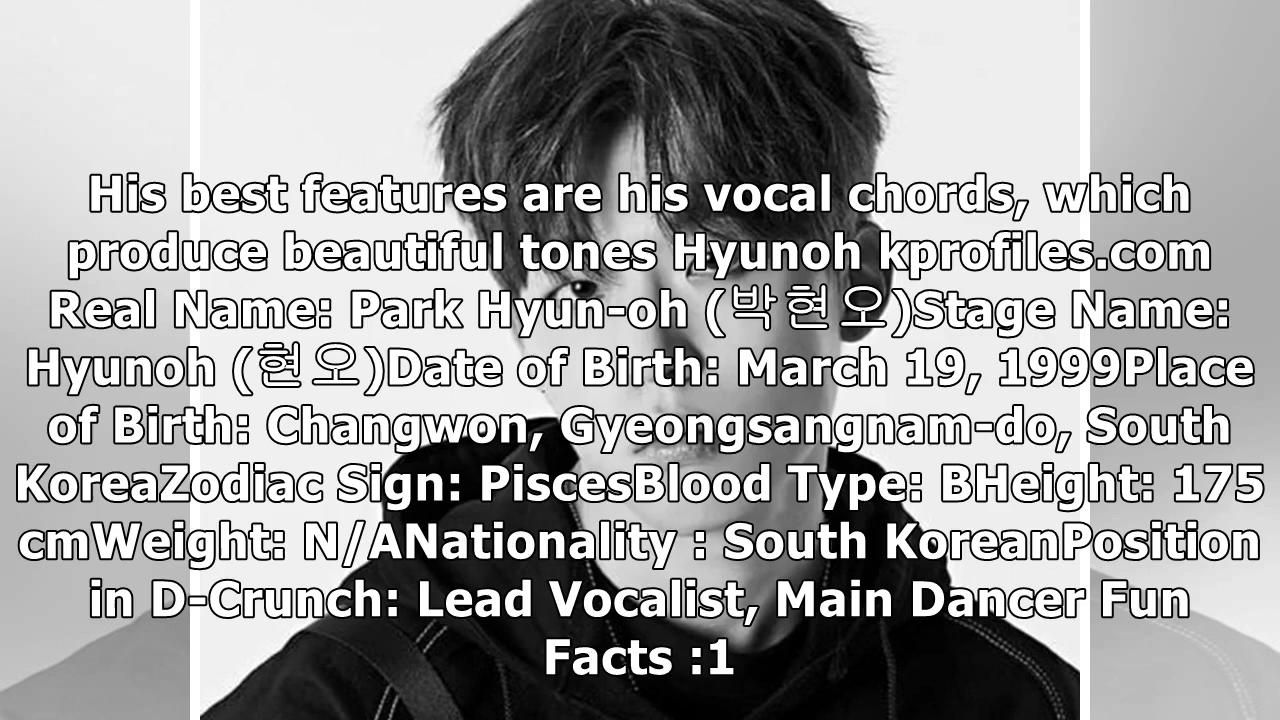 His best features are his vocal chords, which
produce beautiful tones Hyunoh kprofiles.com
Real Name: Park Hyun-oh (박현오)Stage Name:
Hyunoh (현오)Date of Birth: March 19, 1999Place
of Birth: Changwon, Gyeongsangnam-do, South
KoreaZodiac Sign: PiscesBlood Type: BHeight: 175
cmWeight: N/ANationality : South KoreanPosition
in D-Crunch: Lead Vocalist, Main Dancer Fun
Facts :1